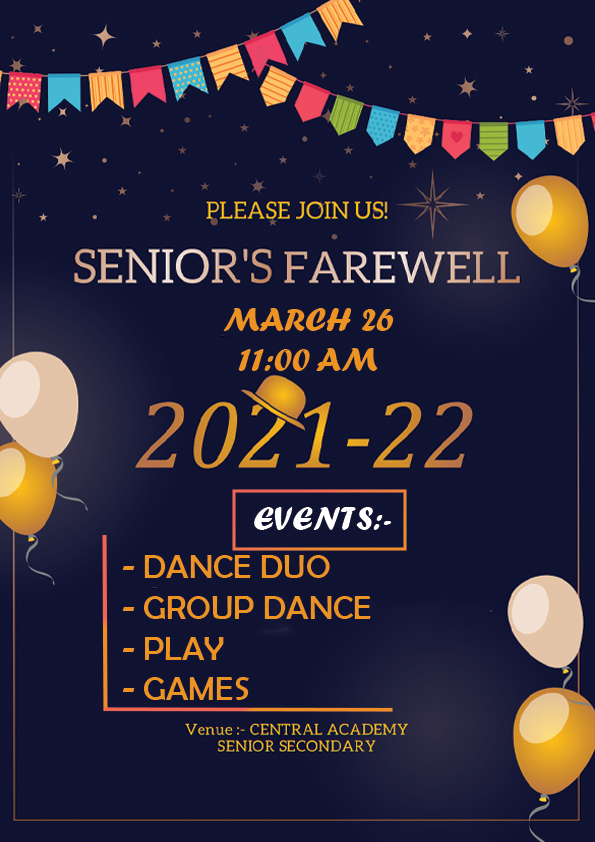 PLEASE JOIN US!
SENIOR'S FAREWELL
MARCH 26
11:00 AM
2021-22
EVENTS:-
- DANCE DUO
- GROUP DANCE
- PLAY
- GAMES
Venue :- CENTRAL ACADEMY
SENIOR SECONDARY